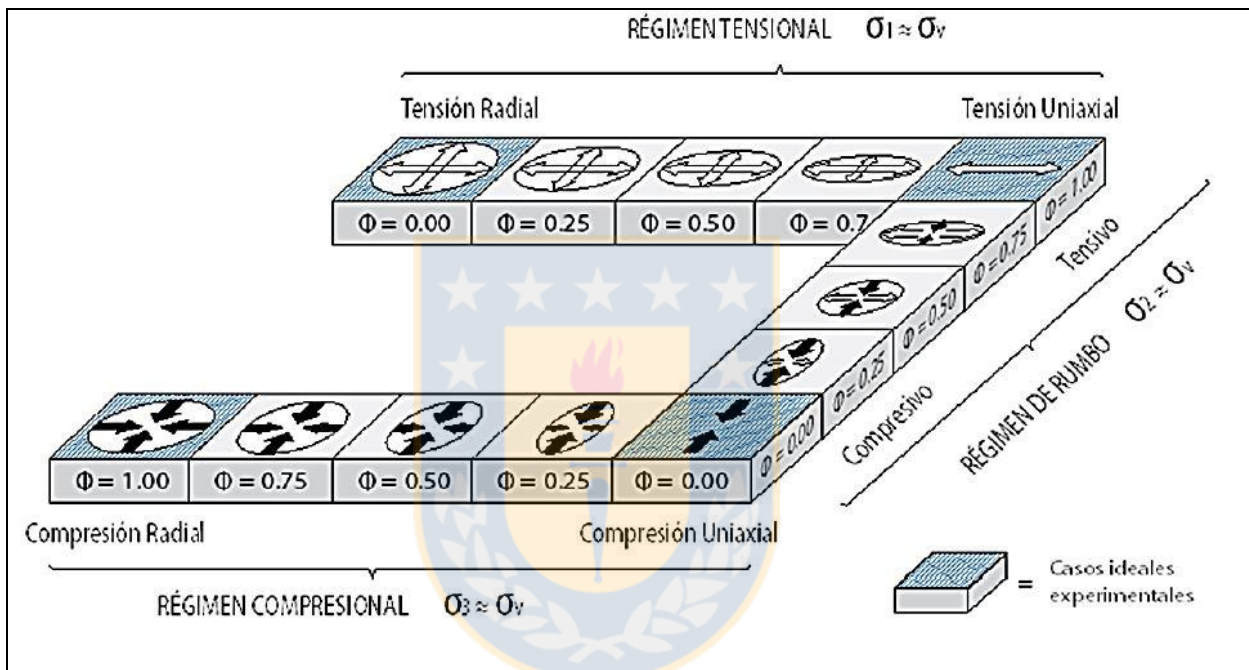 RÉGIMEN TENSIONAL σ1 ≈ σv
Tensión Radial
Tensión Uniaxial
Φ = 0.00
Φ = 0.25
Φ = 0.50
Φ = 0.7
Φ = 1.00
Φ = 0.75
Φ = 0.50
Φ = 0.25
Φ = 0.00
Tensivo
Compresivo
RÉGIMEN DE RUMBO σ2 ≈ σv
Φ = 1.00
Φ = 0.75
Φ = 0.50
Φ = 0.25
Φ = 0.00
Compresión Radial
Compresión Uniaxial
RÉGIMEN COMPRESIONAL σ3 ≈ σv
= Casos ideales
experimentales